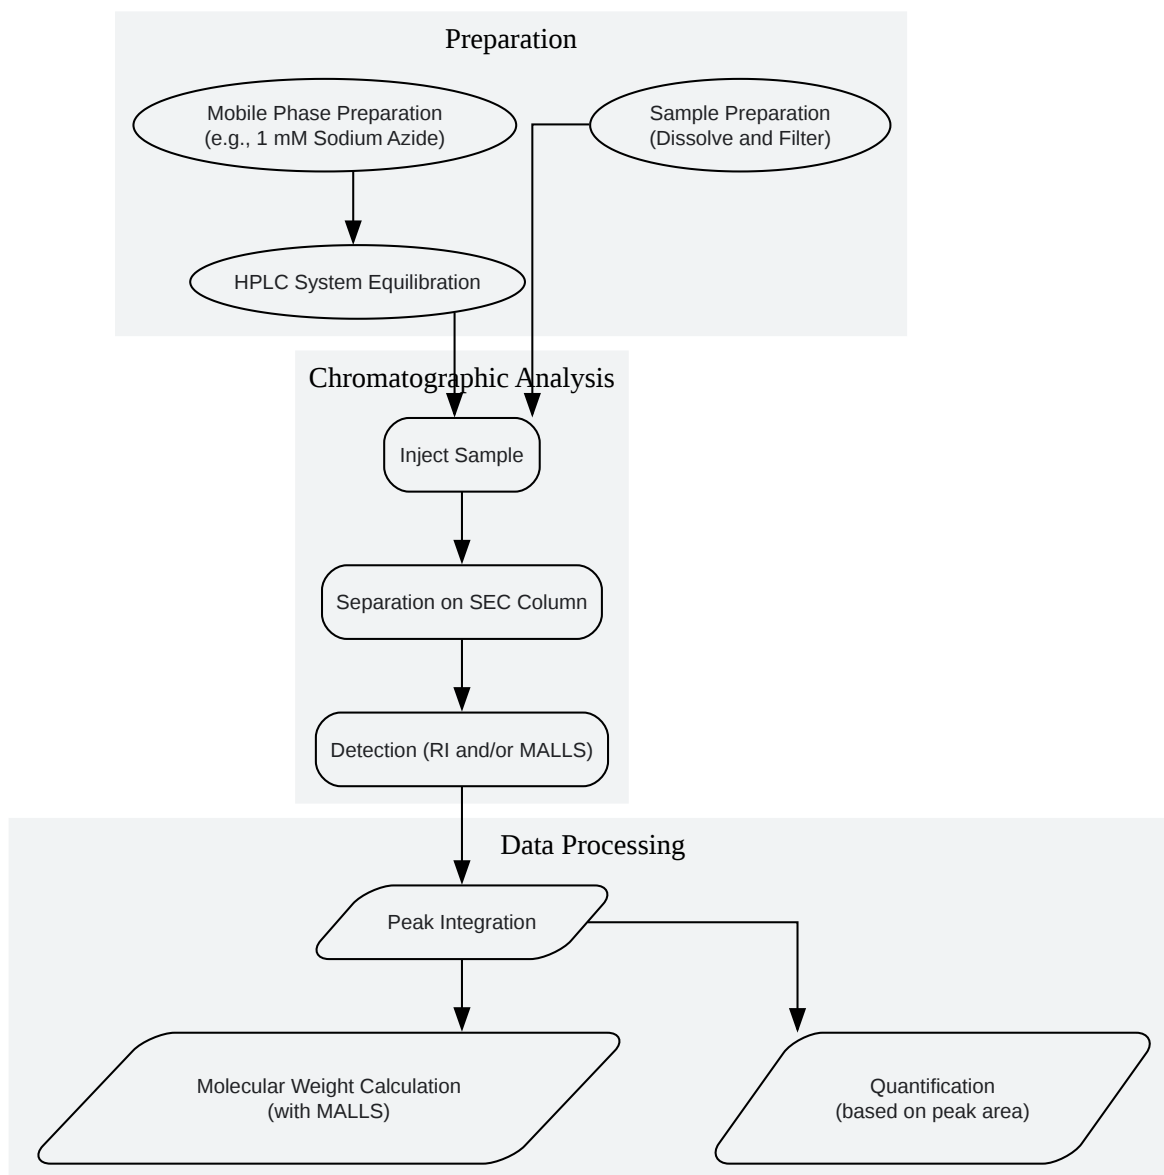 Preparation
Mobile Phase Preparation
(e.g., 1 mM Sodium Azide)
Sample Preparation
(Dissolve and Filter)
HPLC System Equilibration
Chromatographic Analysis
Inject Sample
Separation on SEC Column
Detection (RI and/or MALLS)
Data Processing
Peak Integration
Molecular Weight Calculation
(with MALLS)
Quantification
(based on peak area)